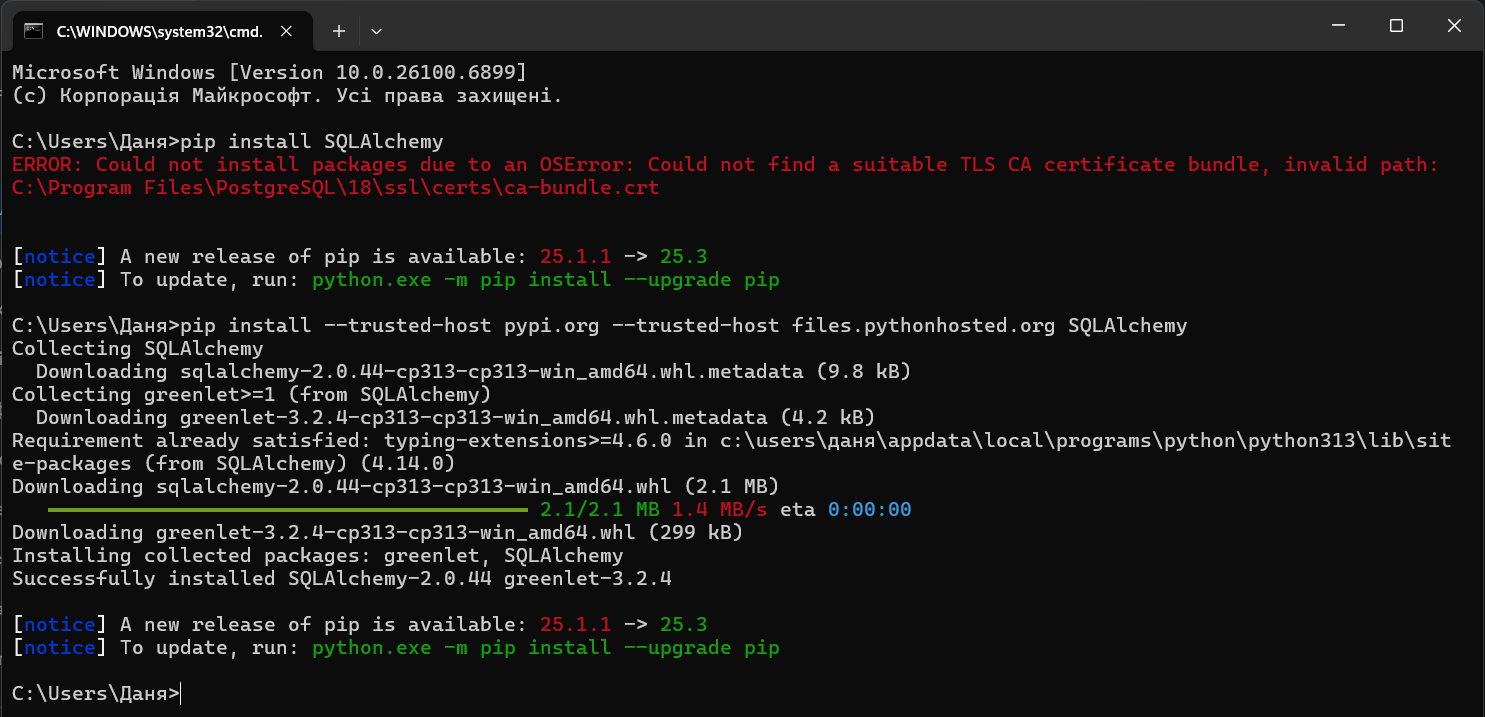 C:\WINDOWS\system32\cmd.
Microsoft Windows [Version 10.0.26100.6899]
(c) Корпорація Майкрософт. Усі права захищені.
C:\Users\Даня>pip install SQLAlchemy
ERROR: Could not install packages due to an OSError: Could not find a suitable TLS CA certificate bundle, invalid path:
C:\Program Files\PostgreSQL\18\ssl\certs\ca-bundle.crt
[notice] A new release of pip is available: 25.1.1 -> 25.3
[notice] To update, run: python.exe -m pip install --upgrade pip
C:\Users\Даня>pip install --trusted-host pypi.org --trusted-host files.pythonhosted.org SQLAlchemy
Collecting SQLAlchemy
Downloading sqlalchemy-2.0.44-cp313-cp313-win_amd64.whl.metadata (9.8 kB)
Collecting greenlet>=1 (from SQLAlchemy)
Downloading greenlet-3.2.4-cp313-cp313-win_amd64.whl.metadata (4.2 kB)
Requirement already satisfied: typing-extensions>=4.6.0 in c:\users\даня\appdata\local\programs\python\python313\lib\sit
e-packages (from SQLAlchemy) (4.14.0)
Downloading sqlalchemy-2.0.44-cp313-cp313-win_amd64.whl (2.1 MB)
2.1/2.1 MB 1.4 MB/s eta 0:00:00
Downloading greenlet-3.2.4-cp313-cp313-win_amd64.whl (299 kB)
Installing collected packages: greenlet, SQLAlchemy
Successfully installed SQLAlchemy-2.0.44 greenlet-3.2.4
[notice] A new release of pip is available: 25.1.1 -> 25.3
[notice] To update, run: python.exe -m pip install --upgrade pip
C:\Users\Даня>